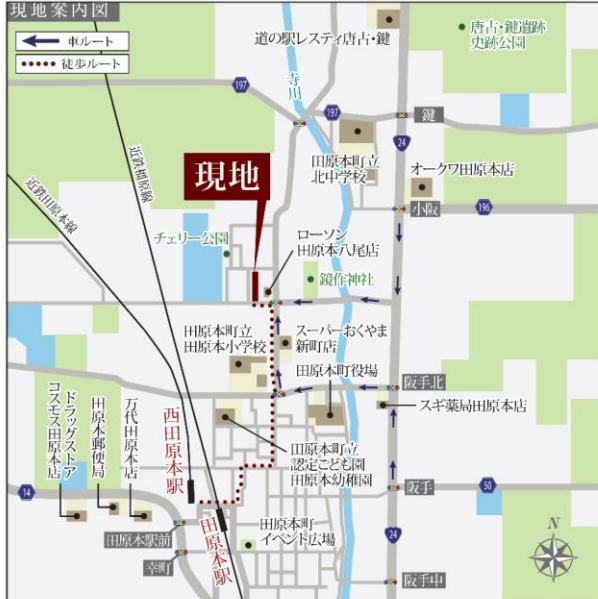 現地案内図
車ルート
徒歩ルート
道の駅レスティ唐古・鍵
唐古・鍵遺跡
史跡公園
寺川
197
197
鍵
24
近鉄橿原線
近鉄田原本線
田原本町立
北中学校
オークワ田原本店
現地
小阪
196
チェリー公園
ローソン
田原本八尾店
鏡作神社
田原本町立
田原本小学校
スーパーおくやま
新町店
田原本町役場
阪手北
スギ薬局田原本店
ドラッグストア
コスモス田原本店
田原本郵便局
万代田原本店
西田原本駅
田原本町立
認定こども園
田原本幼稚園
14
阪手
50
田原本駅
田原本町
イベント広場
田原本駅前
幸町
24
阪手中
N